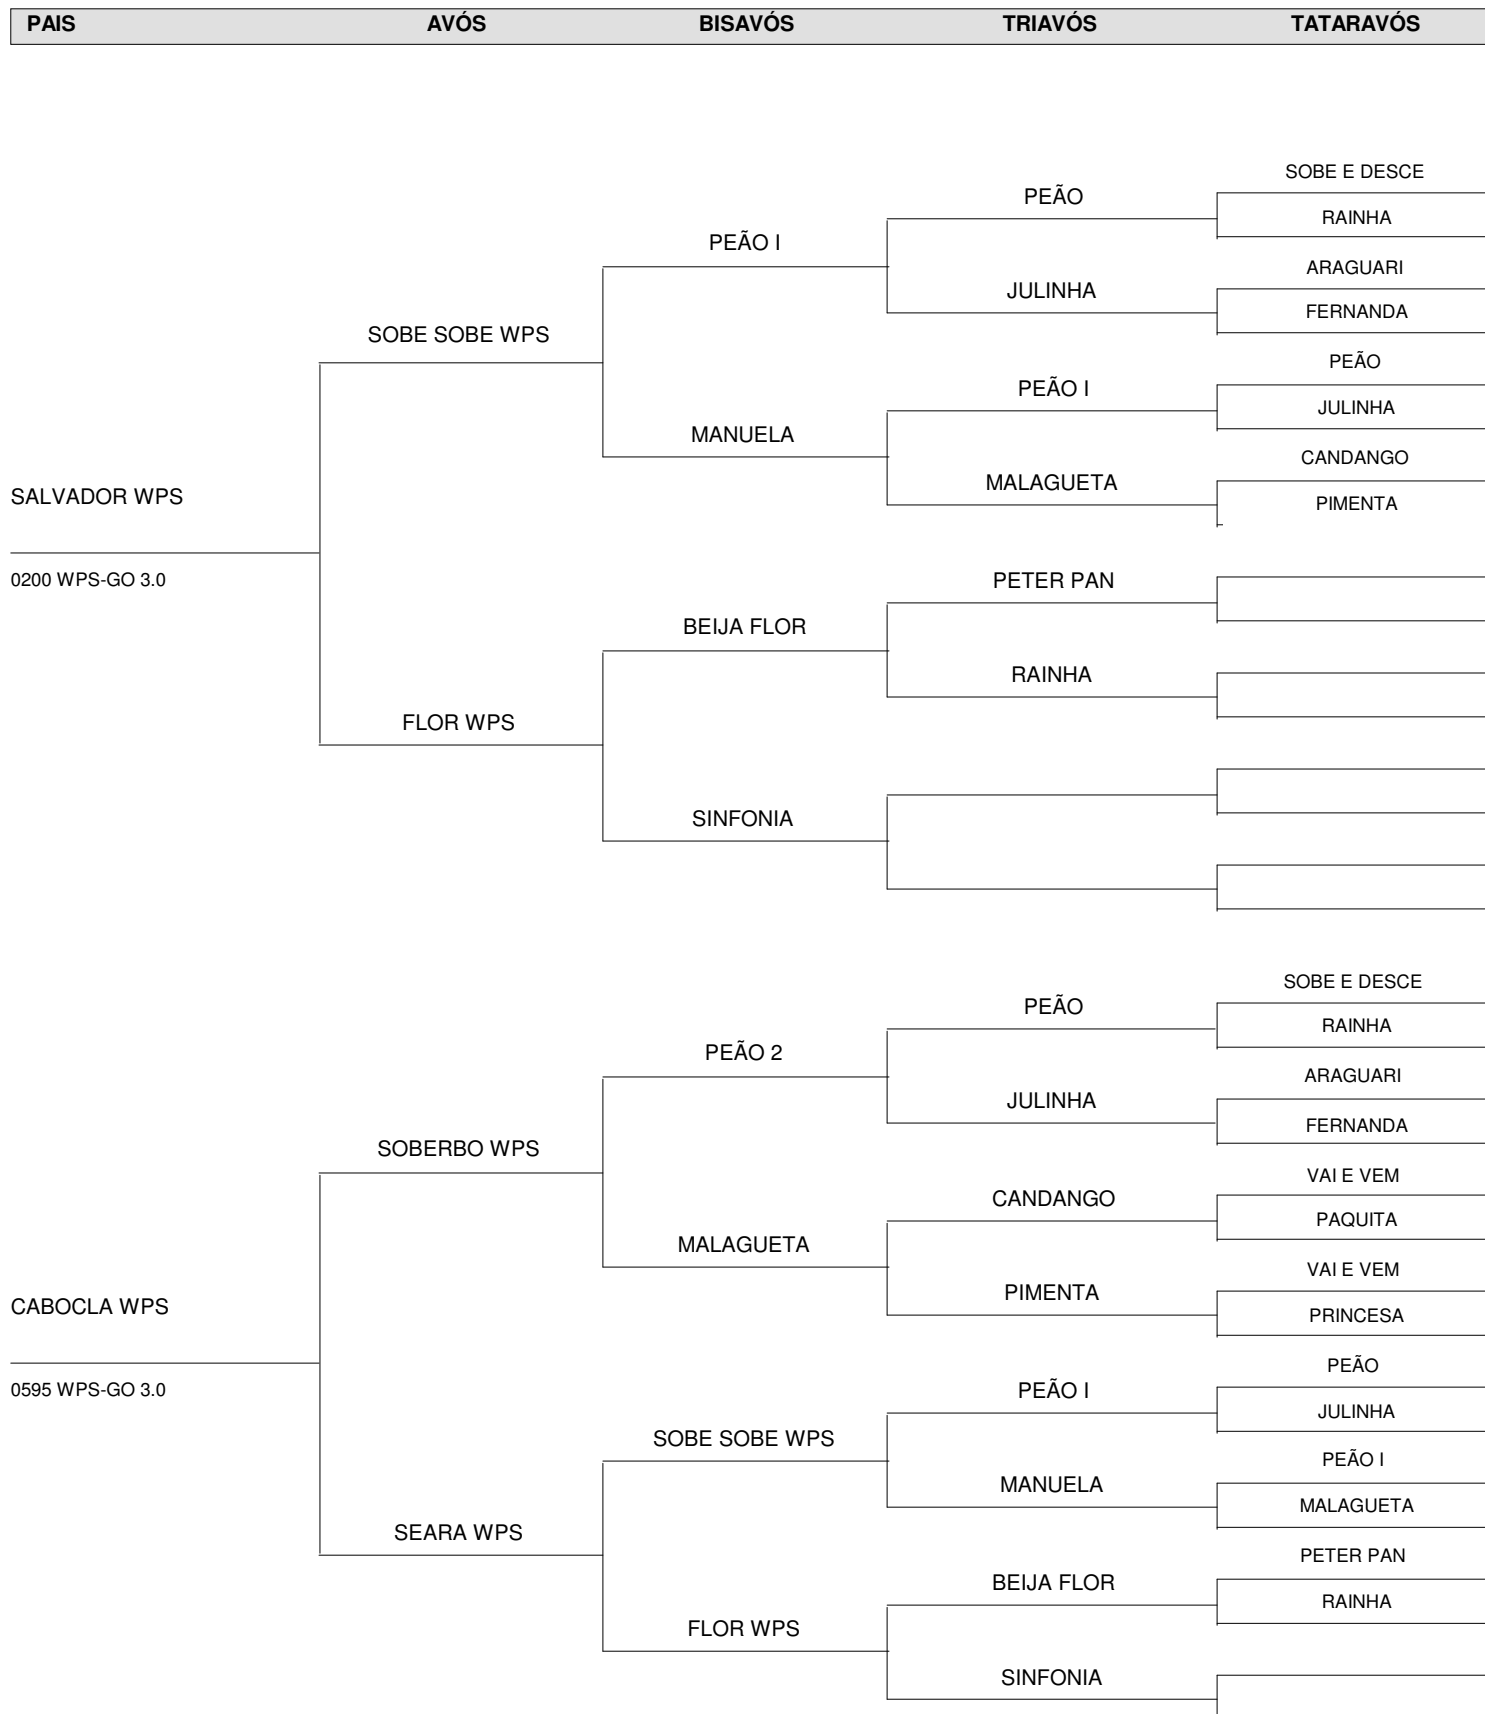 PAIS AVÓS BISAVÓS TRIAVÓS TATARAVÓS
SOBE E DESCE
PEÃO
RAINHA
PEÃO I
ARAGUARI
JULINHA
FERNANDA
SOBE SOBE WPS
PEÃO
PEÃO I
JULINHA
MANUELA
CANDANGO
MALAGUETA
SALVADOR WPS
PIMENTA
0200 WPS-GO 3.0
PETER PAN
BEIJA FLOR
RAINHA
FLOR WPS
SINFONIA
SOBE E DESCE
PEÃO
RAINHA
PEÃO 2
ARAGUARI
JULINHA
FERNANDA
SOBERBO WPS
VAI E VEM
CANDANGO
PAQUITA
MALAGUETA
VAI E VEM
PIMENTA
CABOCLA WPS
PRINCESA
PEÃO
0595 WPS-GO 3.0
PEÃO I
JULINHA
SOBE SOBE WPS
PEÃO I
MANUELA
MALAGUETA
SEARA WPS
PETER PAN
BEIJA FLOR
RAINHA
FLOR WPS
SINFONIA